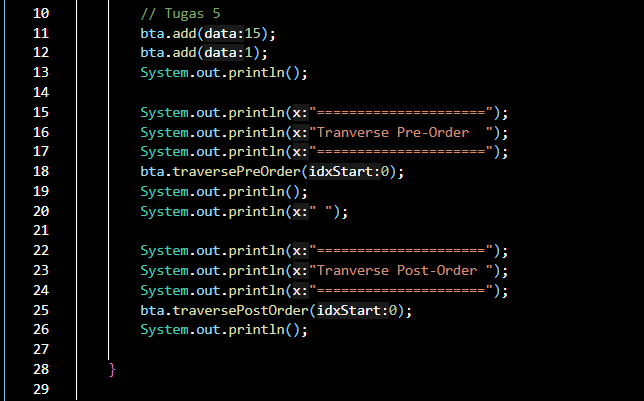 10 // Tugas 5
11 bta.add(data:15);
12 bta.add(data:1);
13 System.out.println();
14
15 System.out.println(x:"=====================");
16 System.out.println(x:"Tranverse Pre-Order  ");
17 System.out.println(x:"=====================");
18 bta.traversePreOrder(idxStart:0);
19 System.out.println();
20 System.out.println(x:" ");
21
22 System.out.println(x:"=====================");
23 System.out.println(x:"Tranverse Post-Order ");
24 System.out.println(x:"=====================");
25 bta.traversePostOrder(idxStart:0);
26 System.out.println();
27
28 }
29